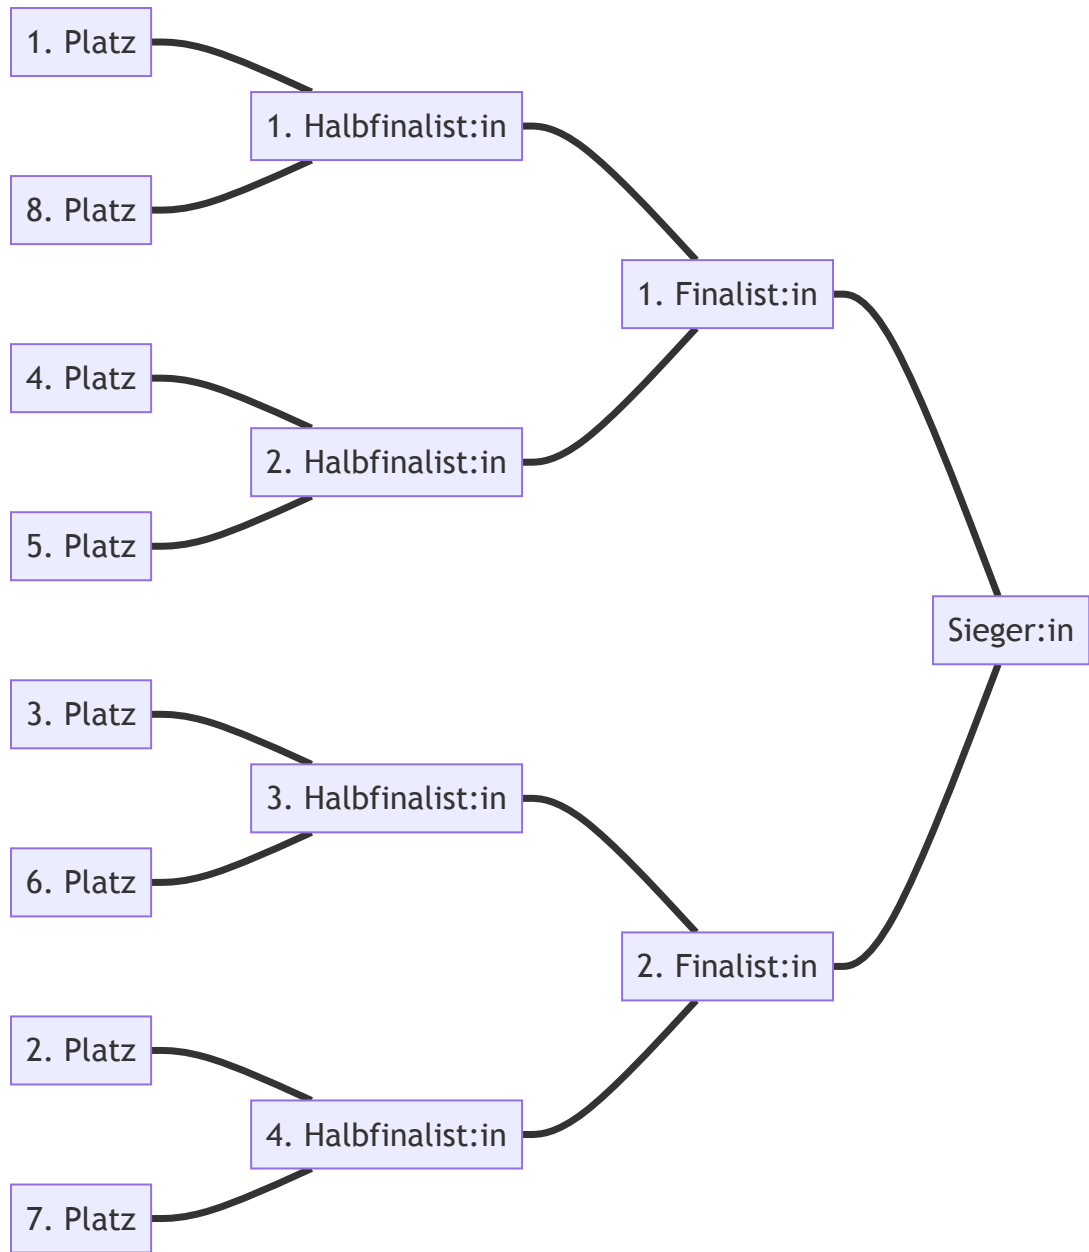 1. Platz
1. Halbfinalist:in
8. Platz
1. Finalist:in
4. Platz
2. Halbfinalist:in
5. Platz
Sieger:in
3. Platz
3. Halbfinalist:in
6. Platz
2. Finalist:in
2. Platz
4. Halbfinalist:in
7. Platz